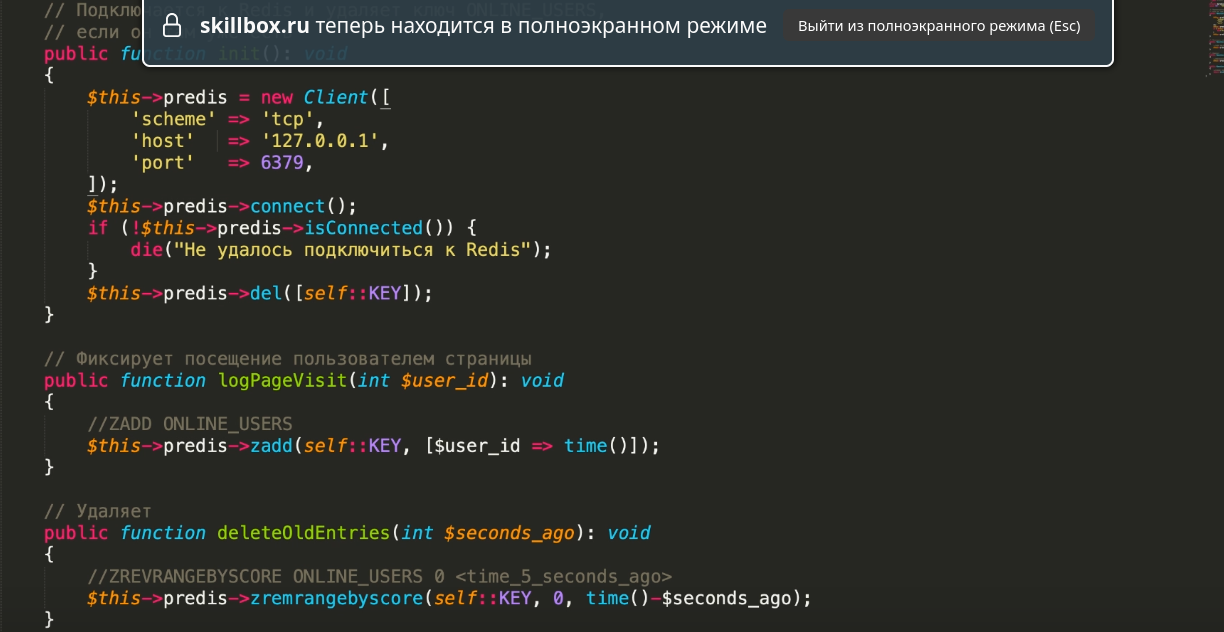 // Подключается к Redis и удаляет ключ ONLINE_USERS,
skillbox.ru теперь находится в полноэкранном режиме
Выйти из полноэкранного режима (Esc)
// если он
public function init(): void
{
$this->predis = new Client([
'scheme' => 'tcp',
'host' => '127.0.0.1',
'port' => 6379,
]);
$this->predis->connect();
if (!$this->predis->isConnected()) {
die("Не удалось подключиться к Redis");
}
$this->predis->del([self::KEY]);
}
// Фиксирует посещение пользователем страницы
public function logPageVisit(int $user_id): void
{
//ZADD ONLINE_USERS
$this->predis->zadd(self::KEY, [$user_id => time()]);
}
// Удаляет
public function deleteOldEntries(int $seconds_ago): void
{
//ZREVRANGEBYSCORE ONLINE_USERS 0 <time_5_seconds_ago>
$this->predis->zremrangebyscore(self::KEY, 0, time()-$seconds_ago);
}